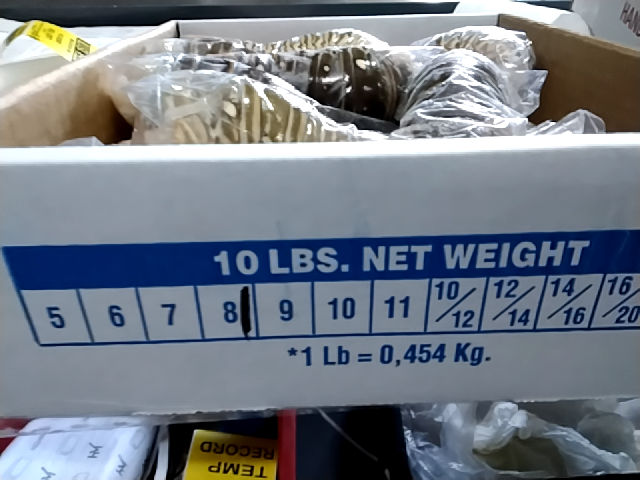 10 LBS. NET WEIGHT
5 6 7 8 9 10 11 10/12 12/14 14/16 16/20
*1 Lb = 0,454 Kg.
TEMP
RECORD